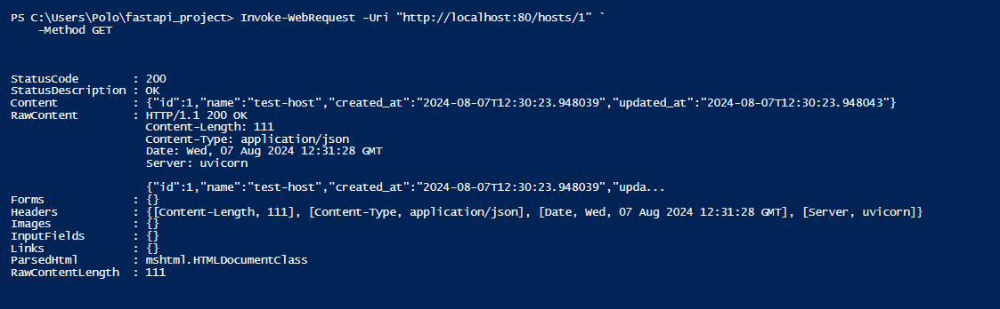 PS C:\Users\Polo\fastapi_project> Invoke-WebRequest -Uri "http://localhost:80/hosts/1" `
    -Method GET
StatusCode        : 200
StatusDescription : OK
Content           : {"id":1,"name":"test-host","created_at":"2024-08-07T12:30:23.948039","updated_at":"2024-08-07T12:30:23.948043"}
RawContent        : HTTP/1.1 200 OK
                    Content-Length: 111
                    Content-Type: application/json
                    Date: Wed, 07 Aug 2024 12:31:28 GMT
                    Server: uvicorn
                    {"id":1,"name":"test-host","created_at":"2024-08-07T12:30:23.948039","upda...
Forms             : {}
Headers           : {[Content-Length, 111], [Content-Type, application/json], [Date, Wed, 07 Aug 2024 12:31:28 GMT], [Server, uvicorn]}
Images            : {}
InputFields       : {}
Links             : {}
ParsedHtml        : mshtml.HTMLDocumentClass
RawContentLength  : 111